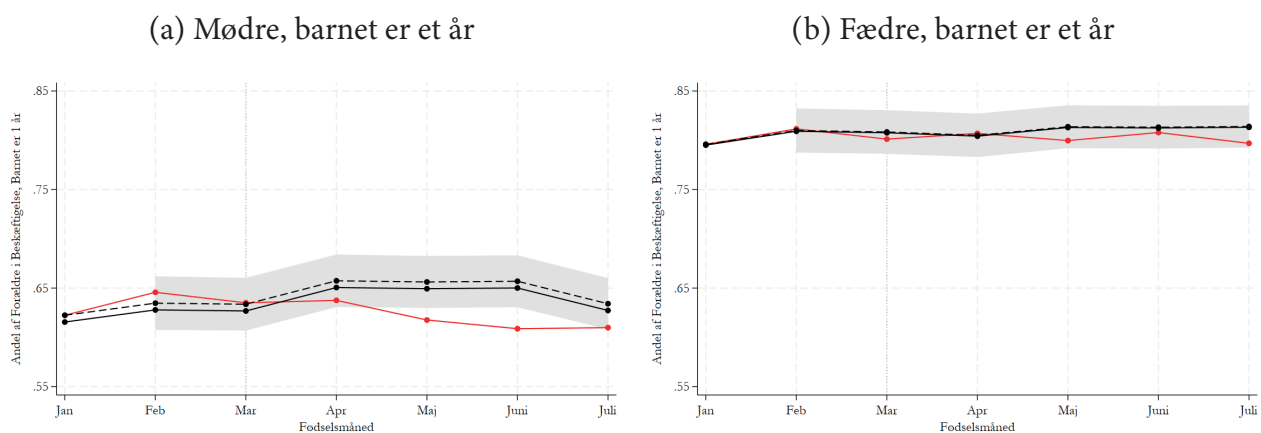 (a) Mødre, barnet er et år
Andel af Forældre i Beskæftigelse, Barnet er 1 år
.85
.75
.65
.55
Jan Feb Mar Apr Maj Juni Juli
Fødselsmåned
(b) Fædre, barnet er et år
Andel af Forældre i Beskæftigelse, Barnet er 1 år
.85
.75
.65
.55
Jan Feb Mar Apr Maj Juni Juli
Fødselsmåned